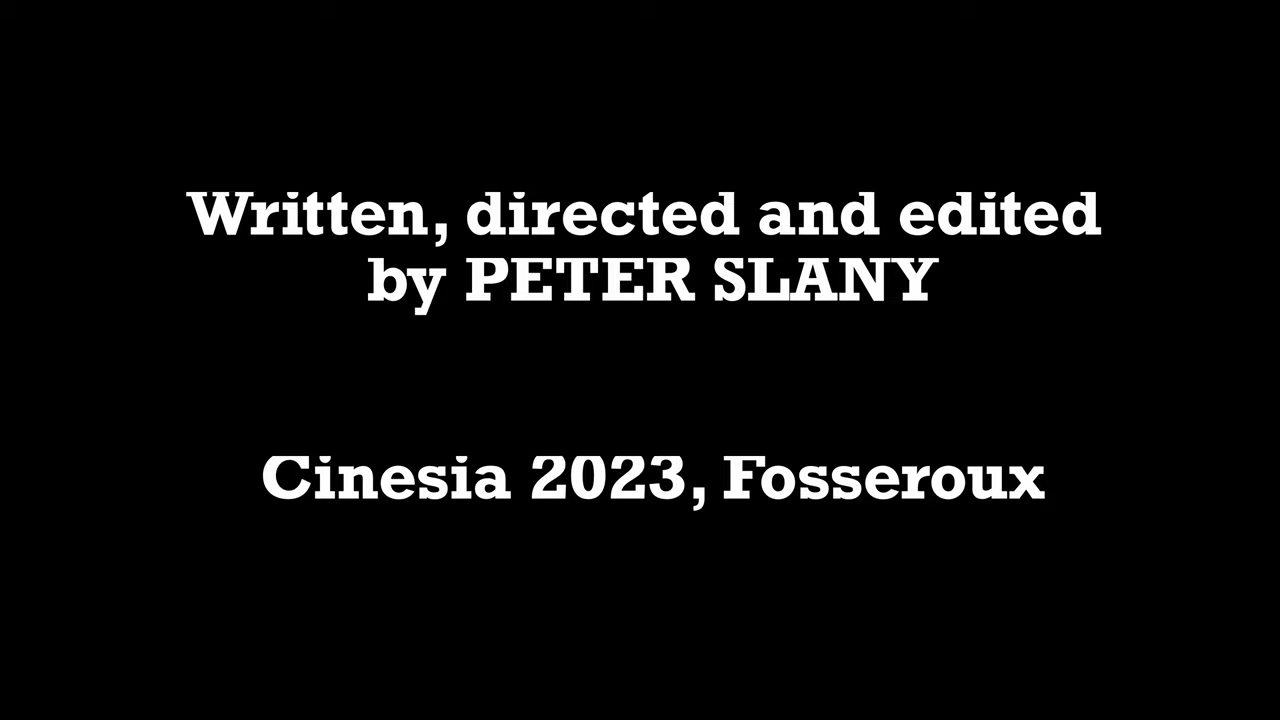 Written, directed and edited
by PETER SLANY
Cinesia 2023, Fosseroux